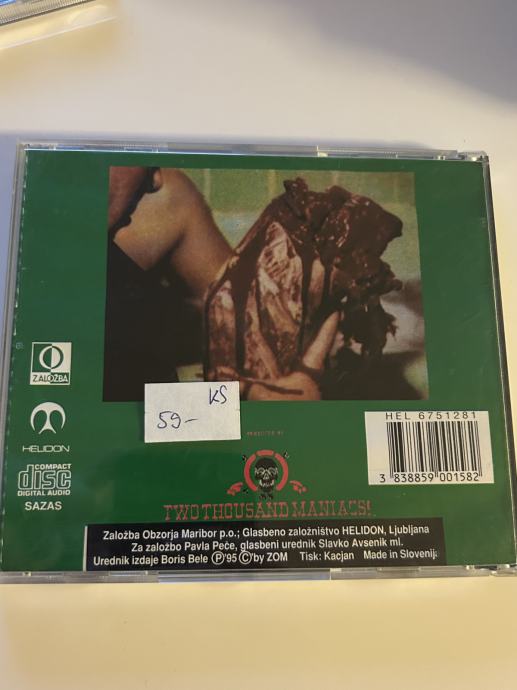 ZALOŽBA
HELIDON
COMPACT
disc
DIGITAL AUDIO
SAZAS
KS
59-
HEL 6751281
3 838859 001582
TWO THOUSAND MANIACS!
Založba Obzorja Maribor p.o.; Glasbeno založništvo HELIDON, Ljubljana
Za založbo Pavla Peče, glasbeni urednik Slavko Avsenik ml.
Urednik izdaje Boris Bele Ⓟ'95 Ⓒby ZOM Tisk: Kacjan Made in Slovenij